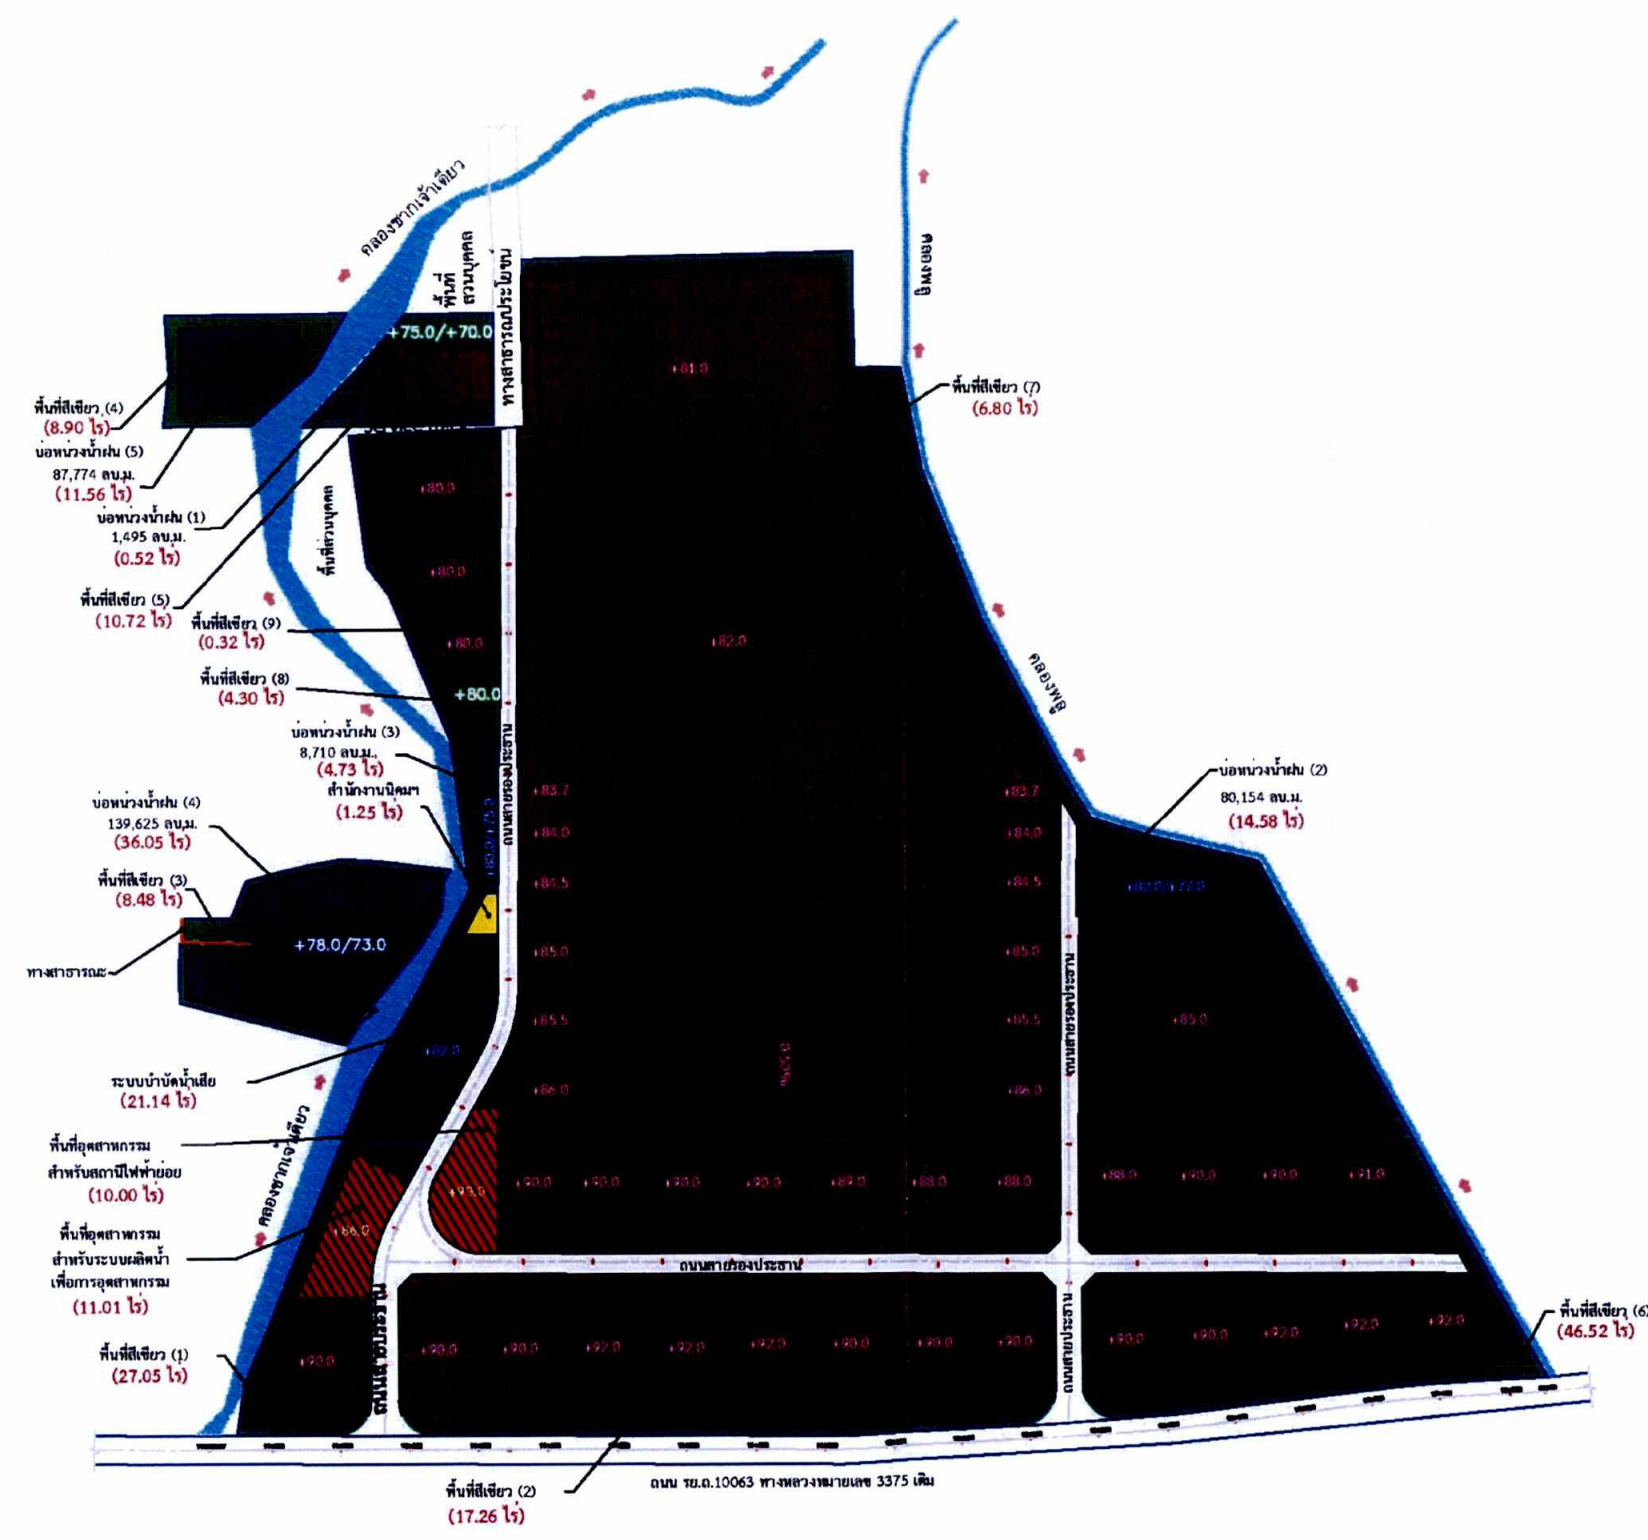 คลองซากเจ้าเดียว
พื้นที่
ส่วนบุคคล
ทางสาธารณประโยชน์
คลองพลู
+75.0/+70.0
+81.0
พื้นที่สีเขียว (7)
(6.80 ไร่)
พื้นที่สีเขียว (4)
(8.90 ไร่)
บ่อหน่วงน้ำฝน (5)
87,774 ลบ.ม.
(11.56 ไร่)
บ่อหน่วงน้ำฝน (1)
1,495 ลบ.ม.
(0.52 ไร่)
พื้นที่ส่วนบุคคล
+80.0
+80.0
พื้นที่สีเขียว (5)
(10.72 ไร่)
พื้นที่สีเขียว (9)
(0.32 ไร่)
+80.0
+82.0
คลองพลู
พื้นที่สีเขียว (8)
(4.30 ไร่)
+80.0
บ่อหน่วงน้ำฝน (3)
8,710 ลบ.ม.
(4.73 ไร่)
สำนักงานนิคมฯ
(1.25 ไร่)
ถนนสายรองประธาน
+80.0/+75.0
+83.7
+83.7
บ่อหน่วงน้ำฝน (2)
80,154 ลบ.ม.
(14.58 ไร่)
บ่อหน่วงน้ำฝน (4)
139,625 ลบ.ม.
(36.05 ไร่)
+84.0
+84.0
พื้นที่สีเขียว (3)
(8.48 ไร่)
+84.5
+84.5
+78.0/73.0
+85.0
+85.0
ทางสาธารณะ
ถนนสายรองประธาน
+85.5
+85.5
+85.0
+82.0
ระบบบำบัดน้ำเสีย
(21.14 ไร่)
+86.0
+86.0
คลองซากเจ้าเดียว
พื้นที่อุตสาหกรรม
สำหรับสถานีไฟฟ้าย่อย
(10.00 ไร่)
+90.0
+90.0
+90.0
+90.0
+90.0
+89.0
+88.0
+88.0
+88.0
+90.0
+90.0
+91.0
พื้นที่อุตสาหกรรม
สำหรับระบบผลิตน้ำ
เพื่อการอุตสาหกรรม
(11.01 ไร่)
+86.0
ถนนสายรองประธาน
ถนนสายประธาน
ถนนสายประธาน
พื้นที่สีเขียว (6)
(46.52 ไร่)
พื้นที่สีเขียว (1)
(27.05 ไร่)
+90.0
+90.0
+90.0
+92.0
+92.0
+92.0
+90.0
+90.0
+90.0
+90.0
+90.0
+92.0
+92.0
+92.0
พื้นที่สีเขียว (2)
(17.26 ไร่)
ถนน รย.ถ.10063 ทางหลวงหมายเลข 3375 เดิม